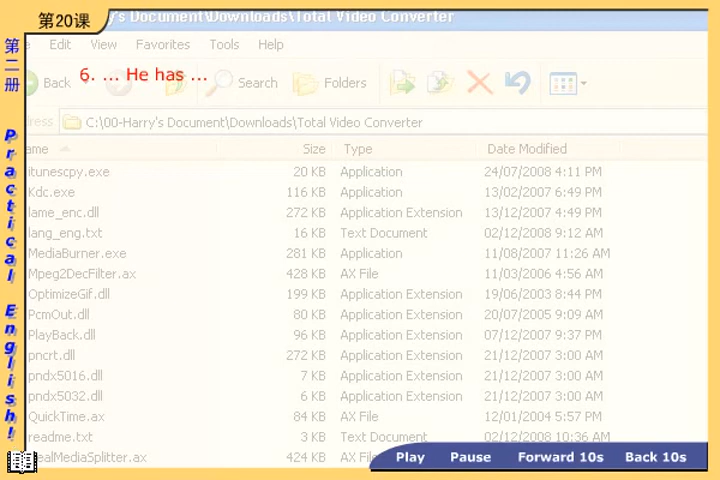 第20课
y's Document\Downloads\Total Video Converter
第二册
Practical English!
Edit View Favorites Tools Help
6. ... He has ...
Back Search Folders
ress C:\00-Harry's Document\Downloads\Total Video Converter
ame Size Type Date Modified
itunescpy.exe 20 KB Application 24/07/2008 4:11 PM
Kdc.exe 116 KB Application 13/02/2007 6:49 PM
lame_enc.dll 272 KB Application Extension 13/12/2007 4:49 PM
lang_eng.txt 16 KB Text Document 02/12/2008 9:12 AM
MediaBurner.exe 281 KB Application 11/08/2007 11:26 AM
Mpeg2DecFilter.ax 428 KB AX File 11/03/2006 4:56 AM
OptimizeGif.dll 199 KB Application Extension 19/06/2003 8:44 PM
PcmOut.dll 80 KB Application Extension 20/07/2005 9:09 AM
PlayBack.dll 96 KB Application Extension 07/12/2007 9:37 PM
pncrt.dll 272 KB Application Extension 21/12/2007 3:00 AM
pndx5016.dll 7 KB Application Extension 21/12/2007 3:00 AM
pndx5032.dll 6 KB Application Extension 21/12/2007 3:00 AM
QuickTime.ax 84 KB AX File 12/01/2004 5:57 PM
readme.txt 3 KB Text Document 02/12/2008 10:36 AM
ealMediaSplitter.ax 424 KB AX Fil
Play Pause Forward 10s Back 10s